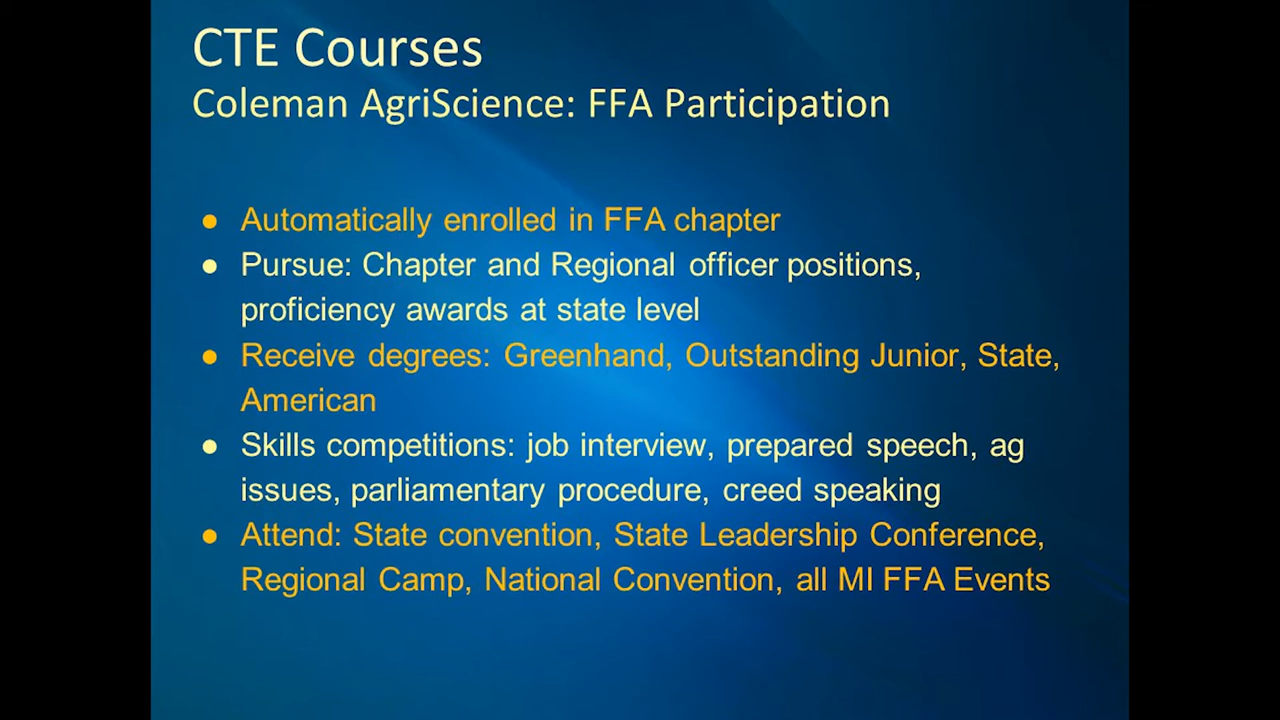 CTE Courses
Coleman AgriScience: FFA Participation
● Automatically enrolled in FFA chapter
● Pursue: Chapter and Regional officer positions,
proficiency awards at state level
● Receive degrees: Greenhand, Outstanding Junior, State,
American
● Skills competitions: job interview, prepared speech, ag
issues, parliamentary procedure, creed speaking
● Attend: State convention, State Leadership Conference,
Regional Camp, National Convention, all MI FFA Events